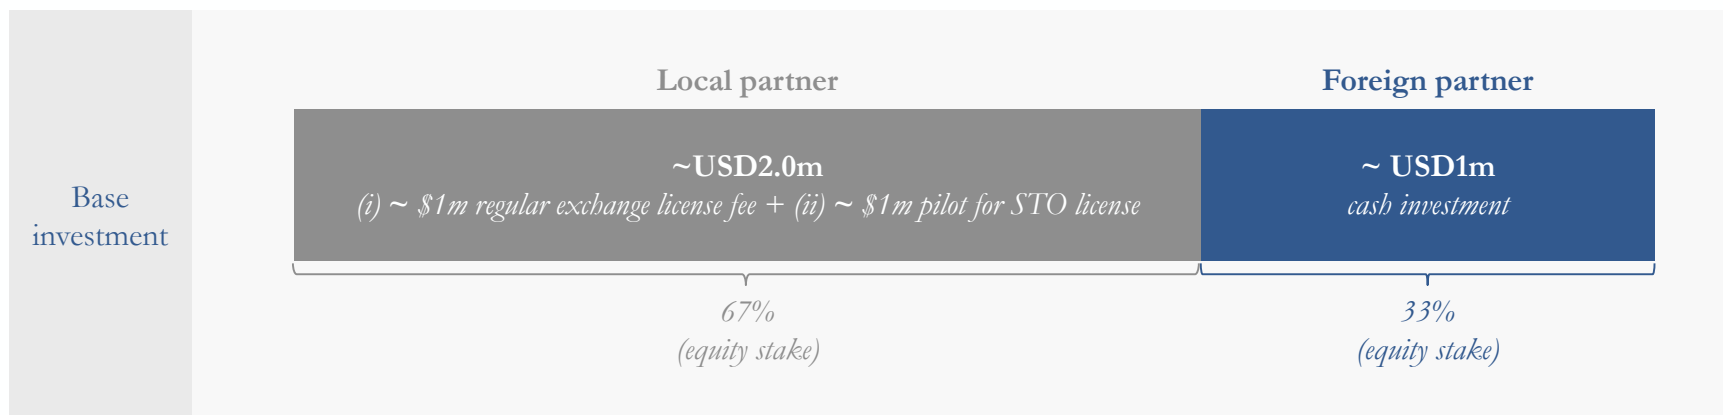 Local partner
Foreign partner
Base
investment
~USD2.0m
(i) ~ $1m regular exchange license fee + (ii) ~ $1m pilot for STO license
~ USD1m
cash investment
67%
(equity stake)
33%
(equity stake)